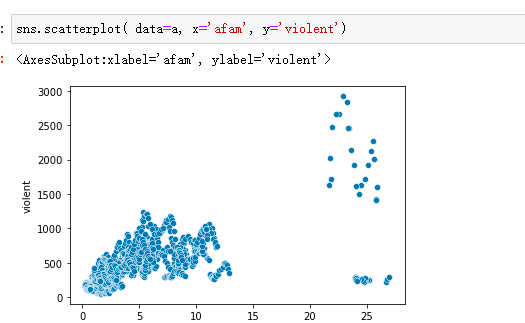 : sns.scatterplot( data=a, x='afam', y='violent')
: <AxesSubplot:xlabel='afam', ylabel='violent'>
3000
2500
2000
1500
1000
500
0
violent
0 5 10 15 20 25